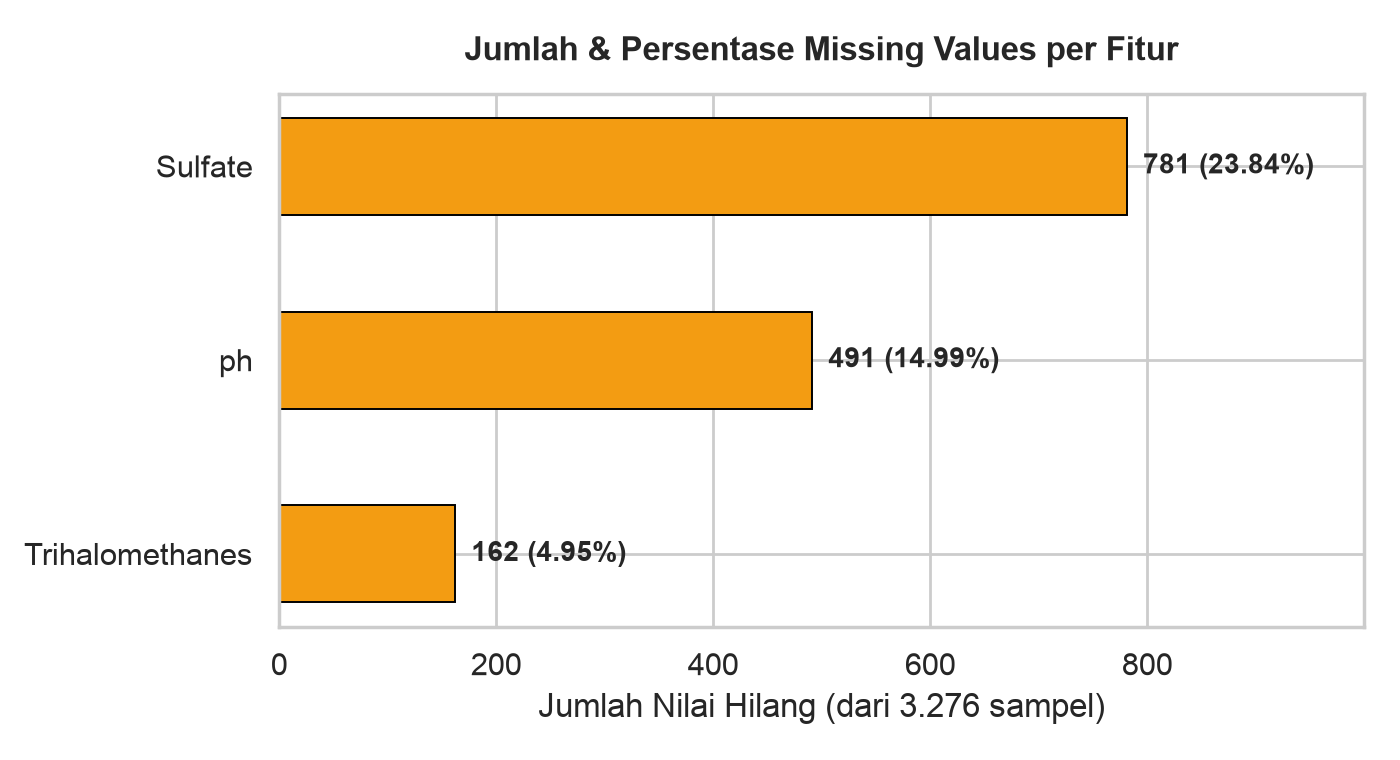 Jumlah & Persentase Missing Values per Fitur
Sulfate
781 (23.84%)
ph
491 (14.99%)
Trihalomethanes
162 (4.95%)
0 200 400 600 800
Jumlah Nilai Hilang (dari 3.276 sampel)